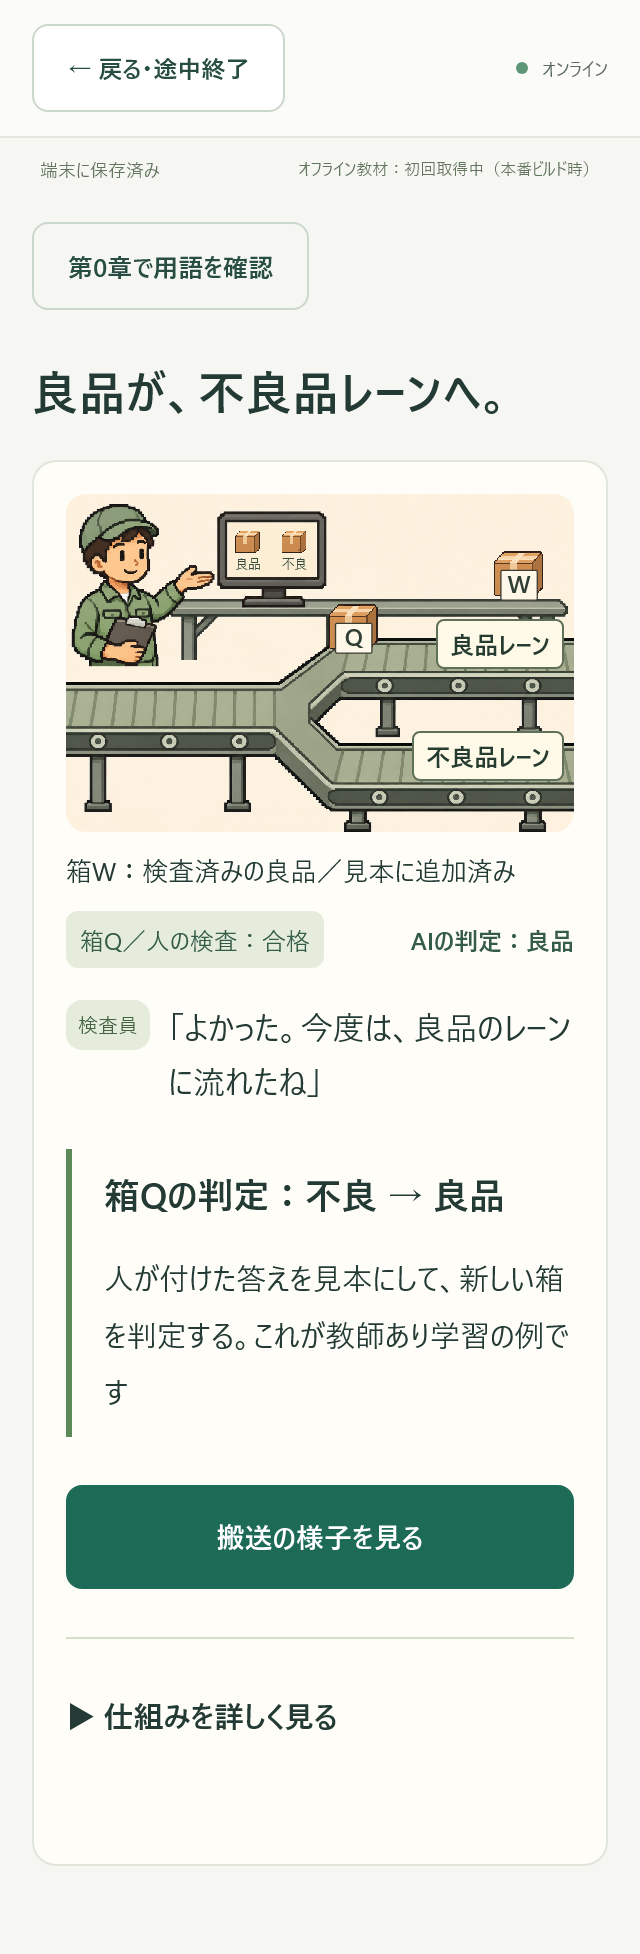 ← 戻る・途中終了
オンライン
端末に保存済み
オフライン教材：初回取得中（本番ビルド時）
第0章で用語を確認
良品が、不良品レーンへ。
良品 不良
W
Q
良品レーン
不良品レーン
箱W：検査済みの良品／見本に追加済み
箱Q／人の検査：合格
AIの判定：良品
検査員
「よかった。今度は、良品のレーン
に流れたね」
箱Qの判定：不良 → 良品
人が付けた答えを見本にして、新しい箱
を判定する。これが教師あり学習の例で
す
搬送の様子を見る
▶ 仕組みを詳しく見る